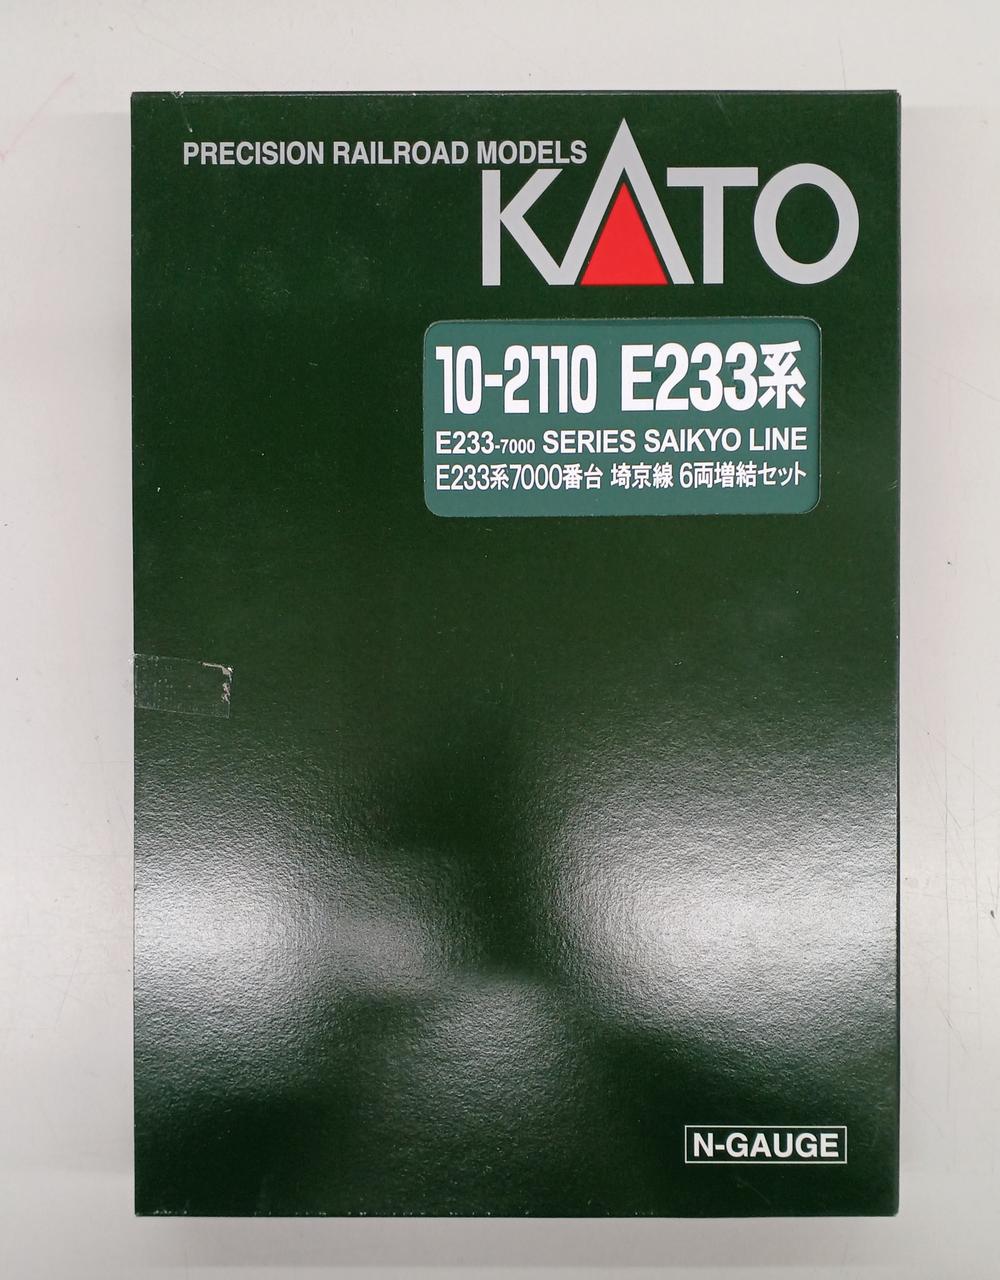 PRECISION RAILROAD MODELS
KATO
10-2110 E233系
E233-7000 SERIES SAIKYO LINE
E233系7000番台 埼京線 6両増結セット
N-GAUGE